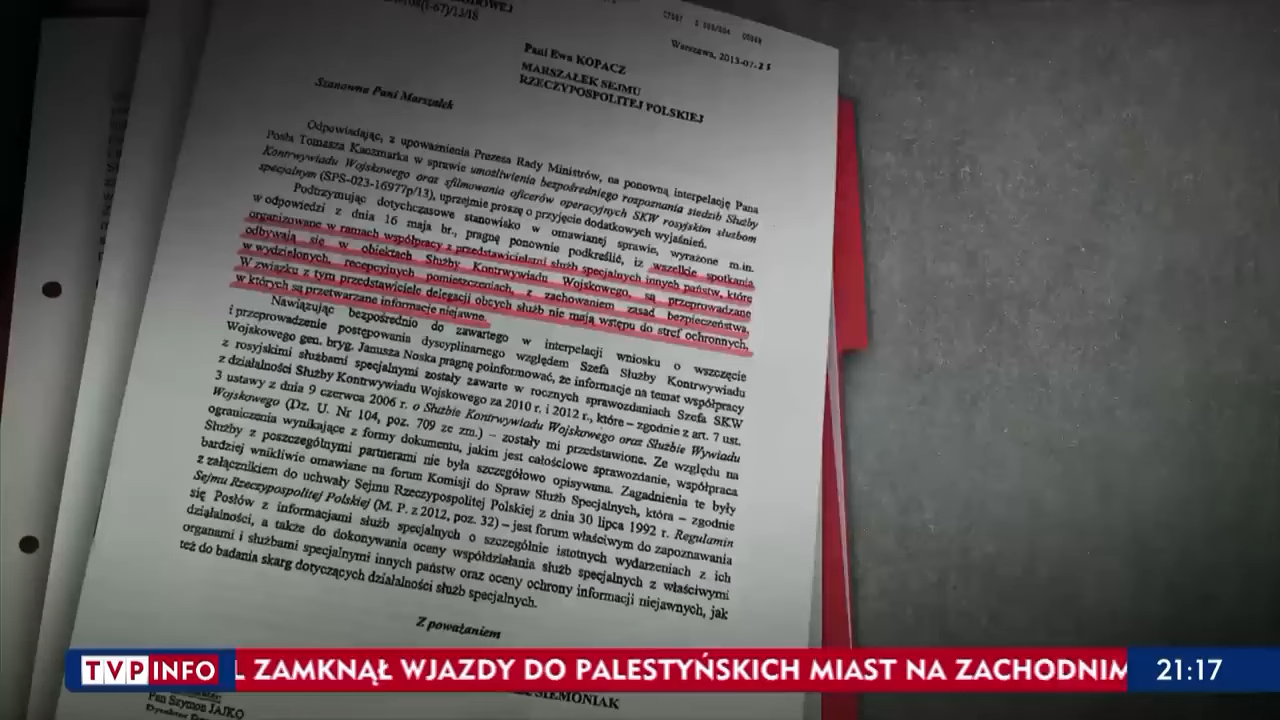 Warszawa, 2013-07-23
Pani Ewa KOPACZ
MARSZAŁEK SEJMU
RZECZYPOSPOLITEJ POLSKIEJ
Szanowna Pani Marszałek
Odpowiadając, z upoważnienia Prezesa Rady Ministrów, na ponowną interpelację Pana
Posła Tomasza Kaczmarka w sprawie umożliwienia bezpośredniego rozpoznania siedzib Służby
Kontrwywiadu Wojskowego oraz sfilmowania oficerów operacyjnych SKW rosyjskim służbom
specjalnym (SPS-023-16977p/13), uprzejmie proszę o przyjęcie dodatkowych wyjaśnień.
Podtrzymując dotychczasowe stanowisko w omawianej sprawie, wyrażone m.in.
w odpowiedzi z dnia 16 maja br., pragnę ponownie podkreślić, iż wszelkie spotkania
organizowane w ramach współpracy z przedstawicielami służb specjalnych innych państw, które
odbywają się w obiektach Służby Kontrwywiadu Wojskowego, są przeprowadzane
w wydzielonych, recepcyjnych pomieszczeniach, z zachowaniem zasad bezpieczeństwa.
W związku z tym przedstawiciele delegacji obcych służb nie mają wstępu do stref ochronnych,
w których są przetwarzane informacje niejawne.
Nawiązując bezpośrednio do zawartego w interpelacji wniosku o wszczęcie
i przeprowadzenie postępowania dyscyplinarnego względem Szefa Służby Kontrwywiadu
Wojskowego gen. bryg. Janusza Noska pragnę poinformować, że informacje na temat współpracy
z rosyjskimi służbami specjalnymi zostały zawarte w rocznych sprawozdaniach Szefa SKW
z działalności Służby Kontrwywiadu Wojskowego za 2010 r. i 2012 r., które – zgodnie z art. 7 ust.
3 ustawy z dnia 9 czerwca 2006 r. o Służbie Kontrwywiadu Wojskowego oraz Służbie Wywiadu
Wojskowego (Dz. U. Nr 104, poz. 709 ze zm.) – zostały mi przedstawione. Ze względu na
ograniczenia wynikające z formy dokumentu, jakim jest całościowe sprawozdanie, współpraca
Służby z poszczególnymi partnerami nie była szczegółowo opisywana. Zagadnienia te były
bardziej wnikliwie omawiane na forum Komisji do Spraw Służb Specjalnych, która – zgodnie
z załącznikiem do uchwały Sejmu Rzeczypospolitej Polskiej z dnia 30 lipca 1992 r. Regulamin
Sejmu Rzeczypospolitej Polskiej (M. P. z 2012, poz. 32) – jest forum właściwym do zapoznawania
się Posłów z informacjami służb specjalnych o szczególnie istotnych wydarzeniach z ich
działalności, a także do dokonywania oceny współdziałania służb specjalnych z właściwymi
organami i służbami specjalnymi innych państw oraz oceny ochrony informacji niejawnych, jak
też do badania skarg dotyczących działalności służb specjalnych.
Z poważaniem
TVP INFO
L ZAMKNĄŁ WJAZDY DO PALESTYŃSKICH MIAST NA ZACHODNIM
21:17
SIEMONIAK
Pan Szymon JAJKO